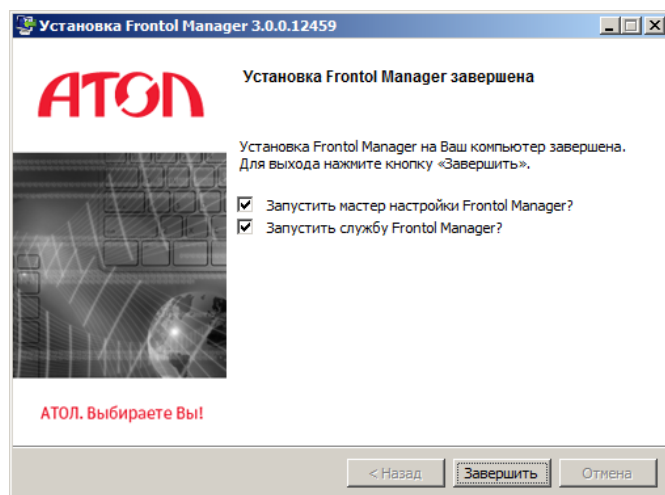 Установка Frontol Manager 3.0.0.12459
АТОЛ
Установка Frontol Manager завершена
Установка Frontol Manager на Ваш компьютер завершена.
Для выхода нажмите кнопку «Завершить».
Запустить мастер настройки Frontol Manager?
Запустить службу Frontol Manager?
АТОЛ. Выбираете Вы!
< Назад
Завершить
Отмена